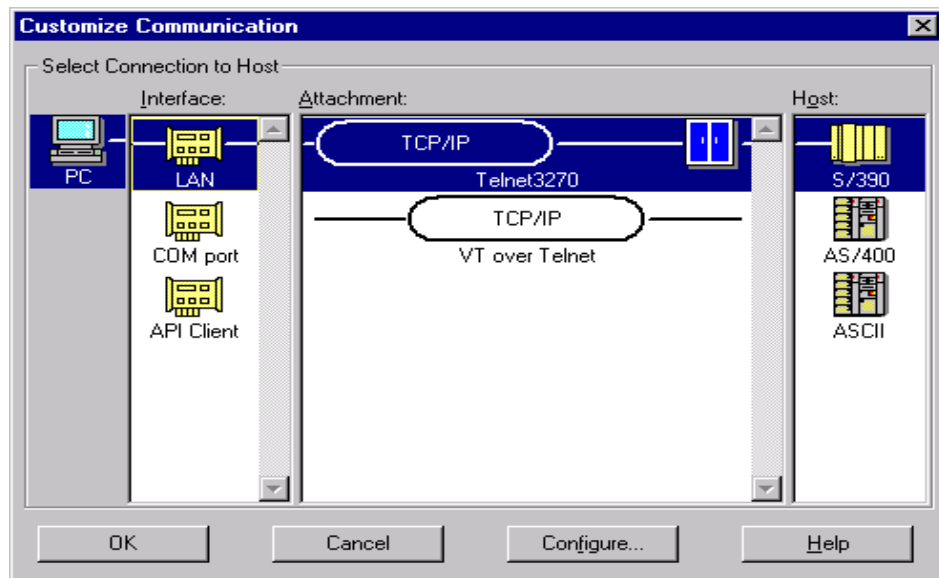 Customize Communication
Select Connection to Host
Interface:
Attachment:
Host:
PC
LAN
TCP/IP
Telnet3270
S/390
COM port
TCP/IP
VT over Telnet
AS/400
API Client
ASCII
OK
Cancel
Configure...
Help